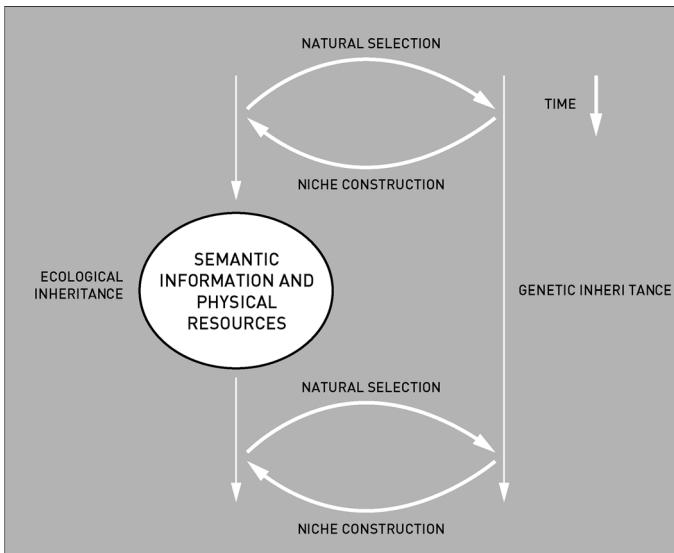 NATURAL SELECTION
TIME
NICHE CONSTRUCTION
ECOLOGICAL
INHERITANCE
SEMANTIC
INFORMATION AND
PHYSICAL
RESOURCES
GENETIC INHERI TANCE
NATURAL SELECTION
NICHE CONSTRUCTION